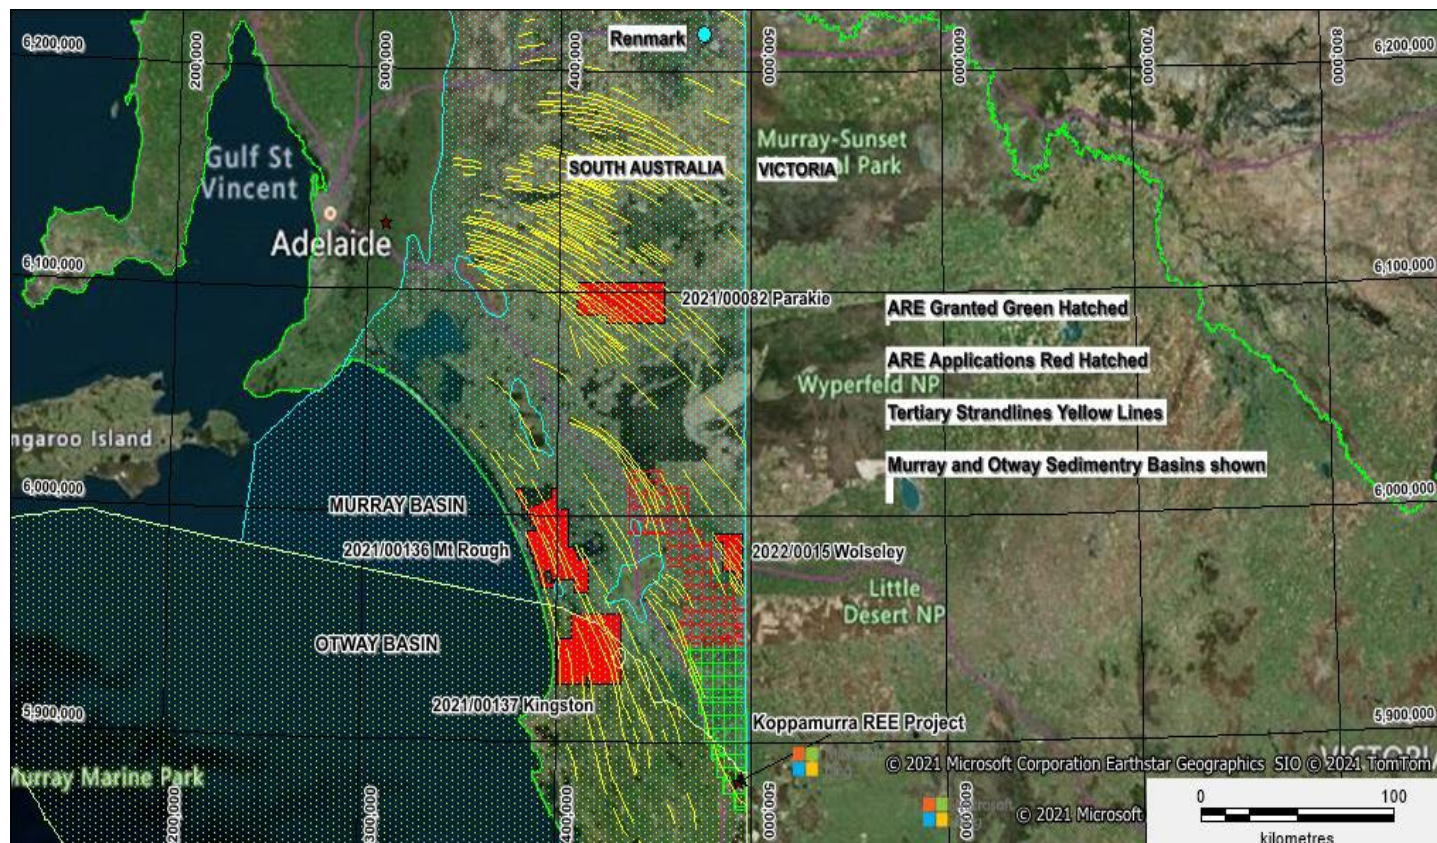 Renmark
6,200,000
200,000
300,000
400,000
500,000
600,000
700,000
800,000
6,200,000
Gulf St
Vincent
SOUTH AUSTRALIA
VICTORIA
Murray-Sunset
al Park
Adelaide
6,100,000
6,100,000
2021/00082 Parakie
ARE Granted Green Hatched
ARE Applications Red Hatched
Wyperfeld NP
Tertiary Strandlines Yellow Lines
ngaroo Island
Murray and Otway Sedimentry Basins shown
6,000,000
6,000,000
MURRAY BASIN
2021/00136 Mt Rough
2022/0015 Wolseley
Little
Desert NP
OTWAY BASIN
2021/00137 Kingston
5,900,000
5,900,000
Koppamurra REE Project
VICTORI
Murray Marine Park
© 2021 Microsoft Corporation Earthstar Geographics SIO © 2021 TomTom
200,000
300,000
400,000
500,000
600,000
© 2021 Microsoft
0 100
kilometres